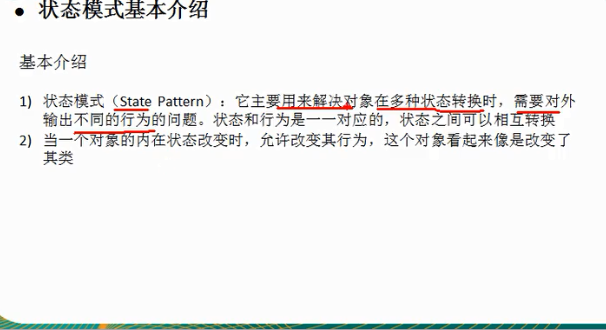 ● 状态模式基本介绍
基本介绍
1) 状态模式（State Pattern）：它主要用来解决对象在多种状态转换时，需要对外
输出不同的行为的问题。状态和行为是一一对应的，状态之间可以相互转换
2) 当一个对象的内在状态改变时，允许改变其行为，这个对象看起来像是改变了
其类